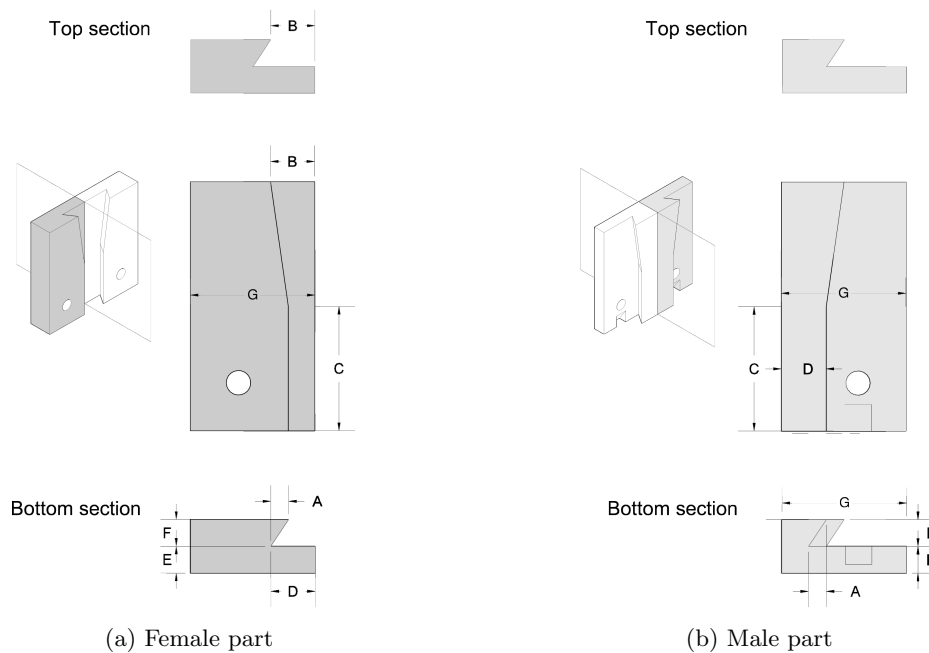 Top section
B
B
G
C
Bottom section
A
F
E
D
(a) Female part
Top section
G
C
D
Bottom section
G
A
(b) Male part